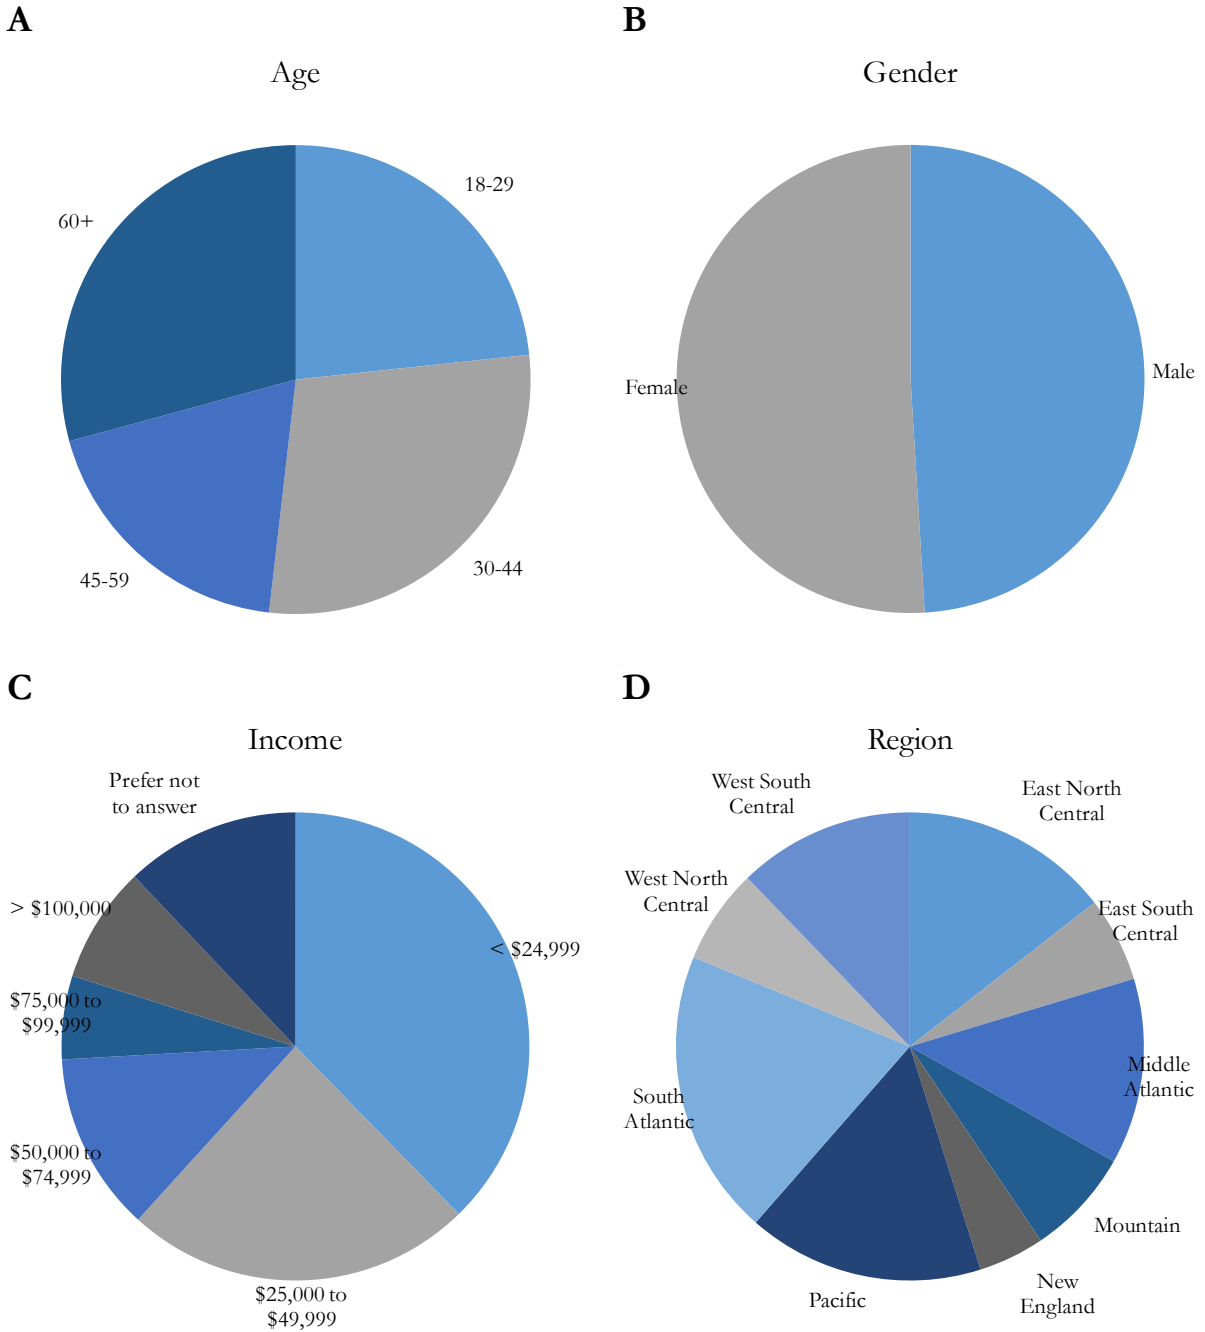 A
B
Age
Gender
18-29
60+
Male
Female
30-44
45-59
C
D
Income
Region
Prefer not
to answer
West South
Central
East North
Central
West North
Central
> $100,000
East South
Central
< $24,999
$75,000 to
$99,999
Middle
Atlantic
South
Atlantic
$50,000 to
$74,999
Mountain
New
England
Pacific
$25,000 to
$49,999